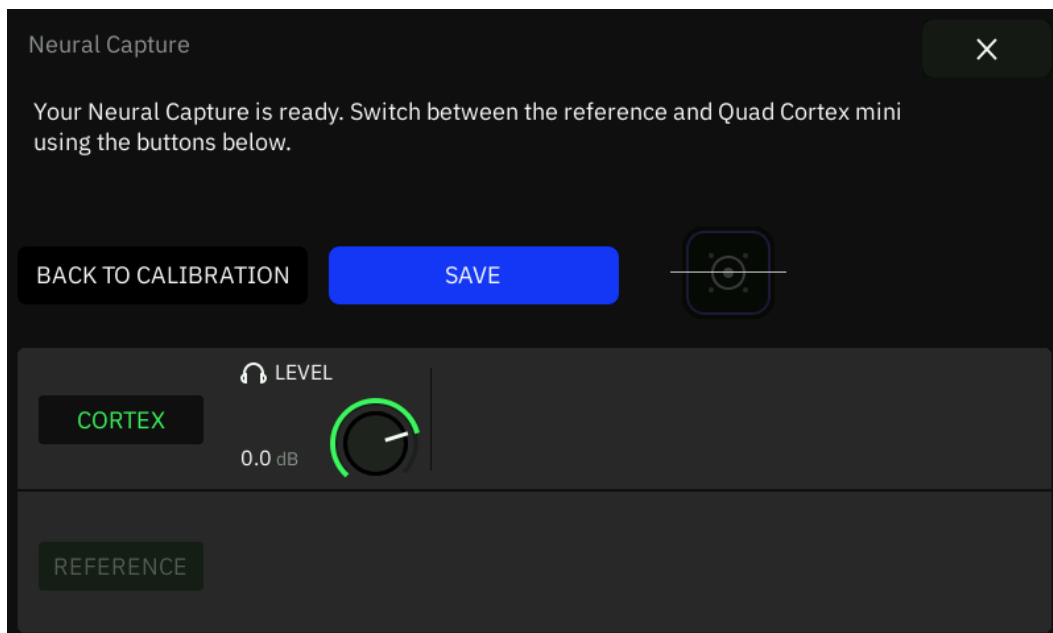 Neural Capture
Your Neural Capture is ready. Switch between the reference and Quad Cortex mini
using the buttons below.
BACK TO CALIBRATION
SAVE
LEVEL
CORTEX
0.0 dB
REFERENCE